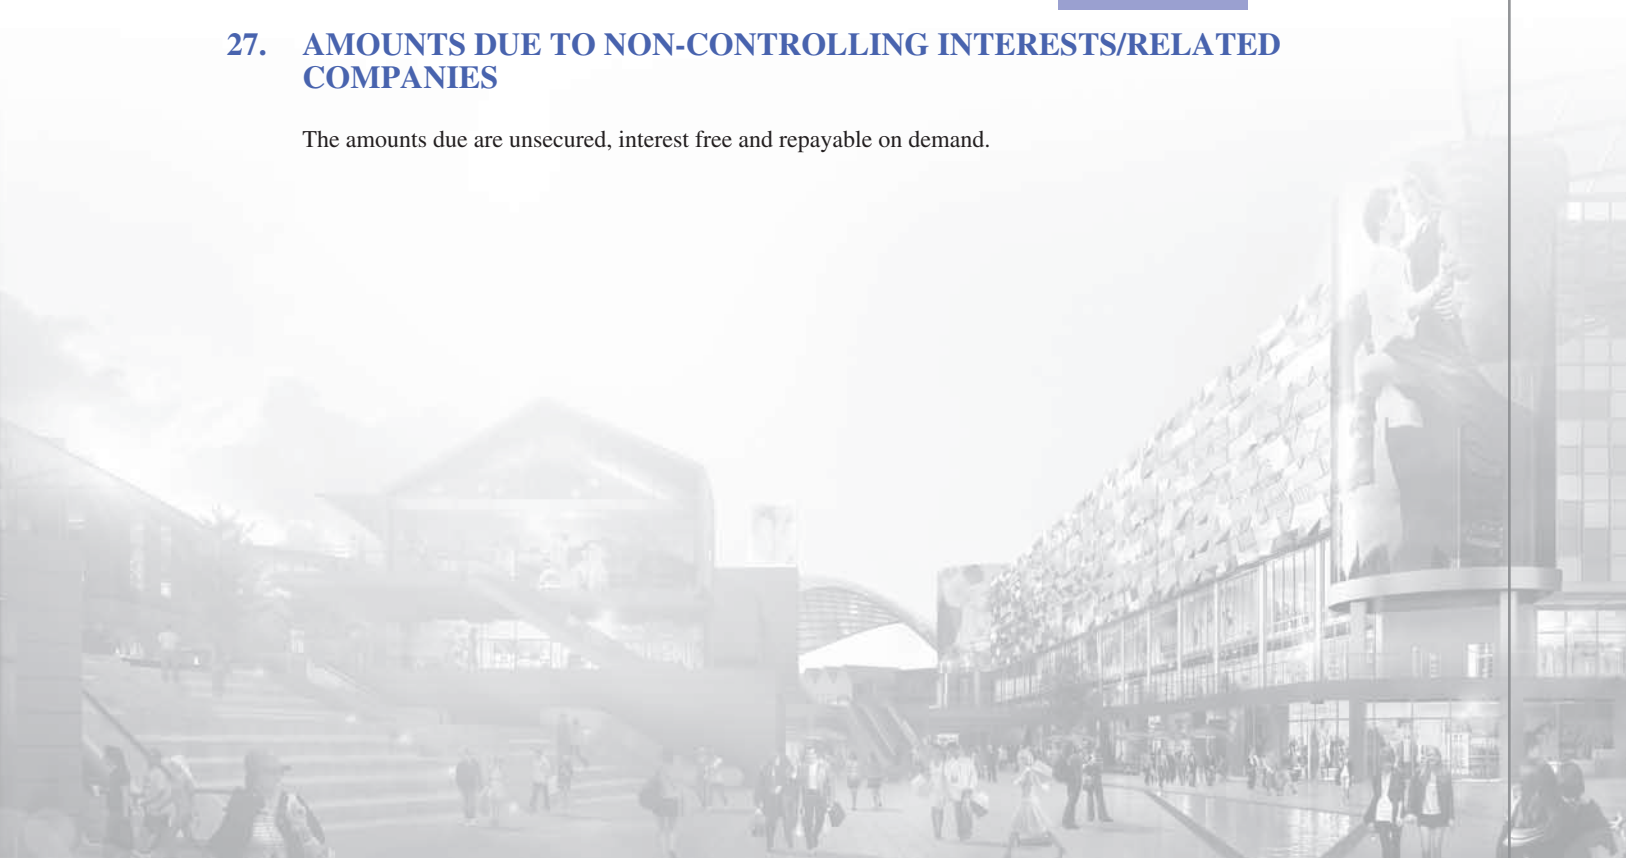 27. AMOUNTS DUE TO NON-CONTROLLING INTERESTS/RELATED
COMPANIES
The amounts due are unsecured, interest free and repayable on demand.